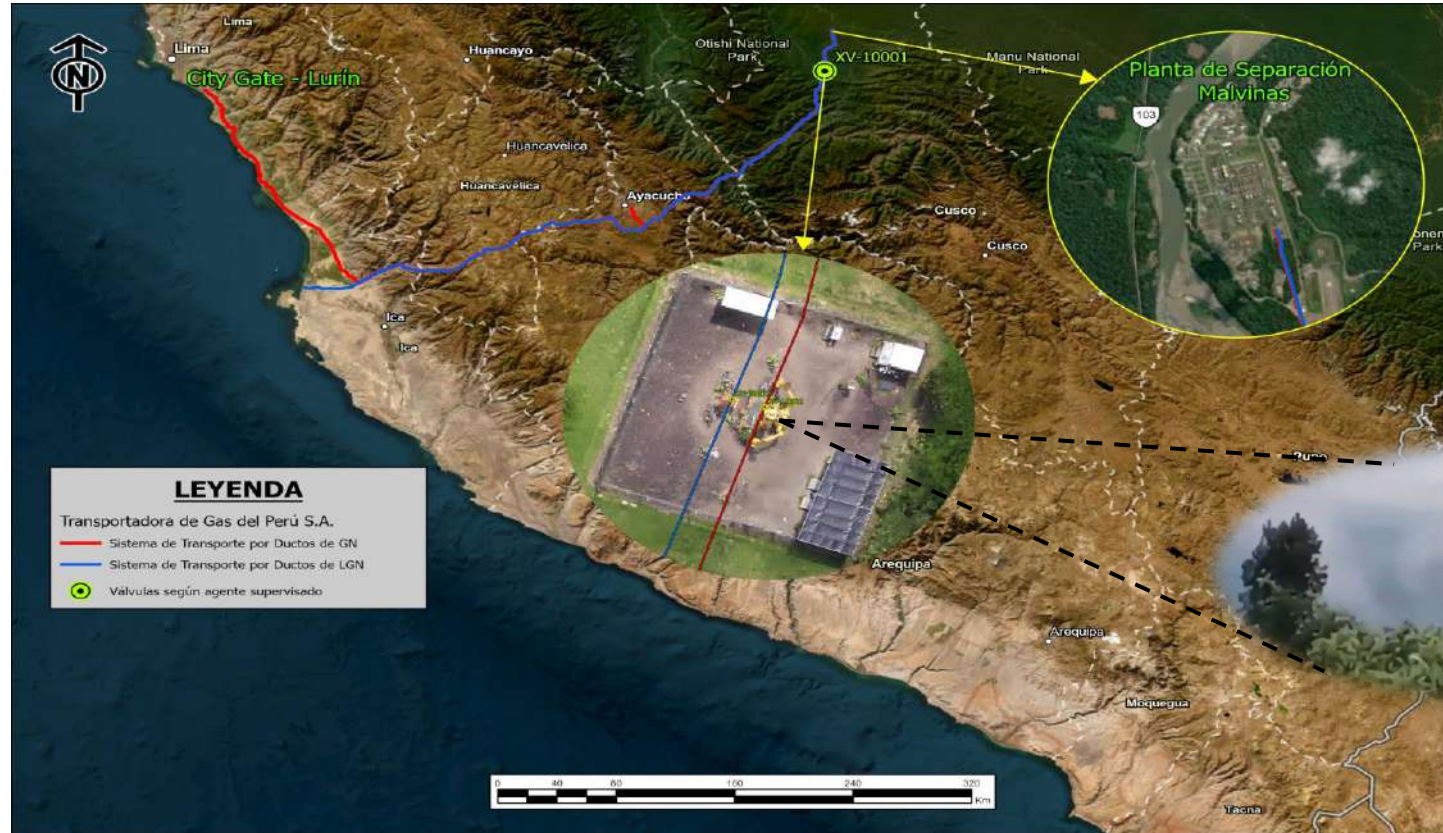 Lima
Lima
City Gate - Lurín
Huancayo
Otishi National
Park
XV-10001
Manu National
Park
Planta de Separación
Malvinas
103
Huancavelica
Huancavelica
Ayacucho
Cusco
Cusco
Park
Ica
Ica
LEYENDA
Transportadora de Gas del Perú S.A.
Sistema de Transporte por Ductos de GN
Sistema de Transporte por Ductos de LGN
Válvulas según agente supervisado
Arequipa
Arequipa
Moquegua
Tacna
N
0 40 80 160 240 320
Km